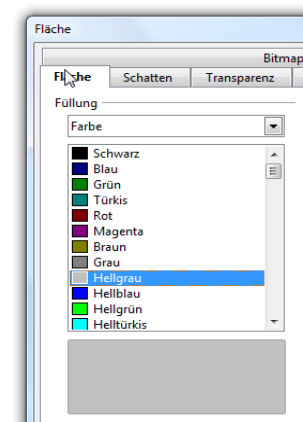 Fläche
Bitmap
Fläche Schatten Transparenz
Füllung
Farbe
Schwarz
Blau
Grün
Türkis
Rot
Magenta
Braun
Grau
Hellgrau
Hellblau
Hellgrün
Helltürkis